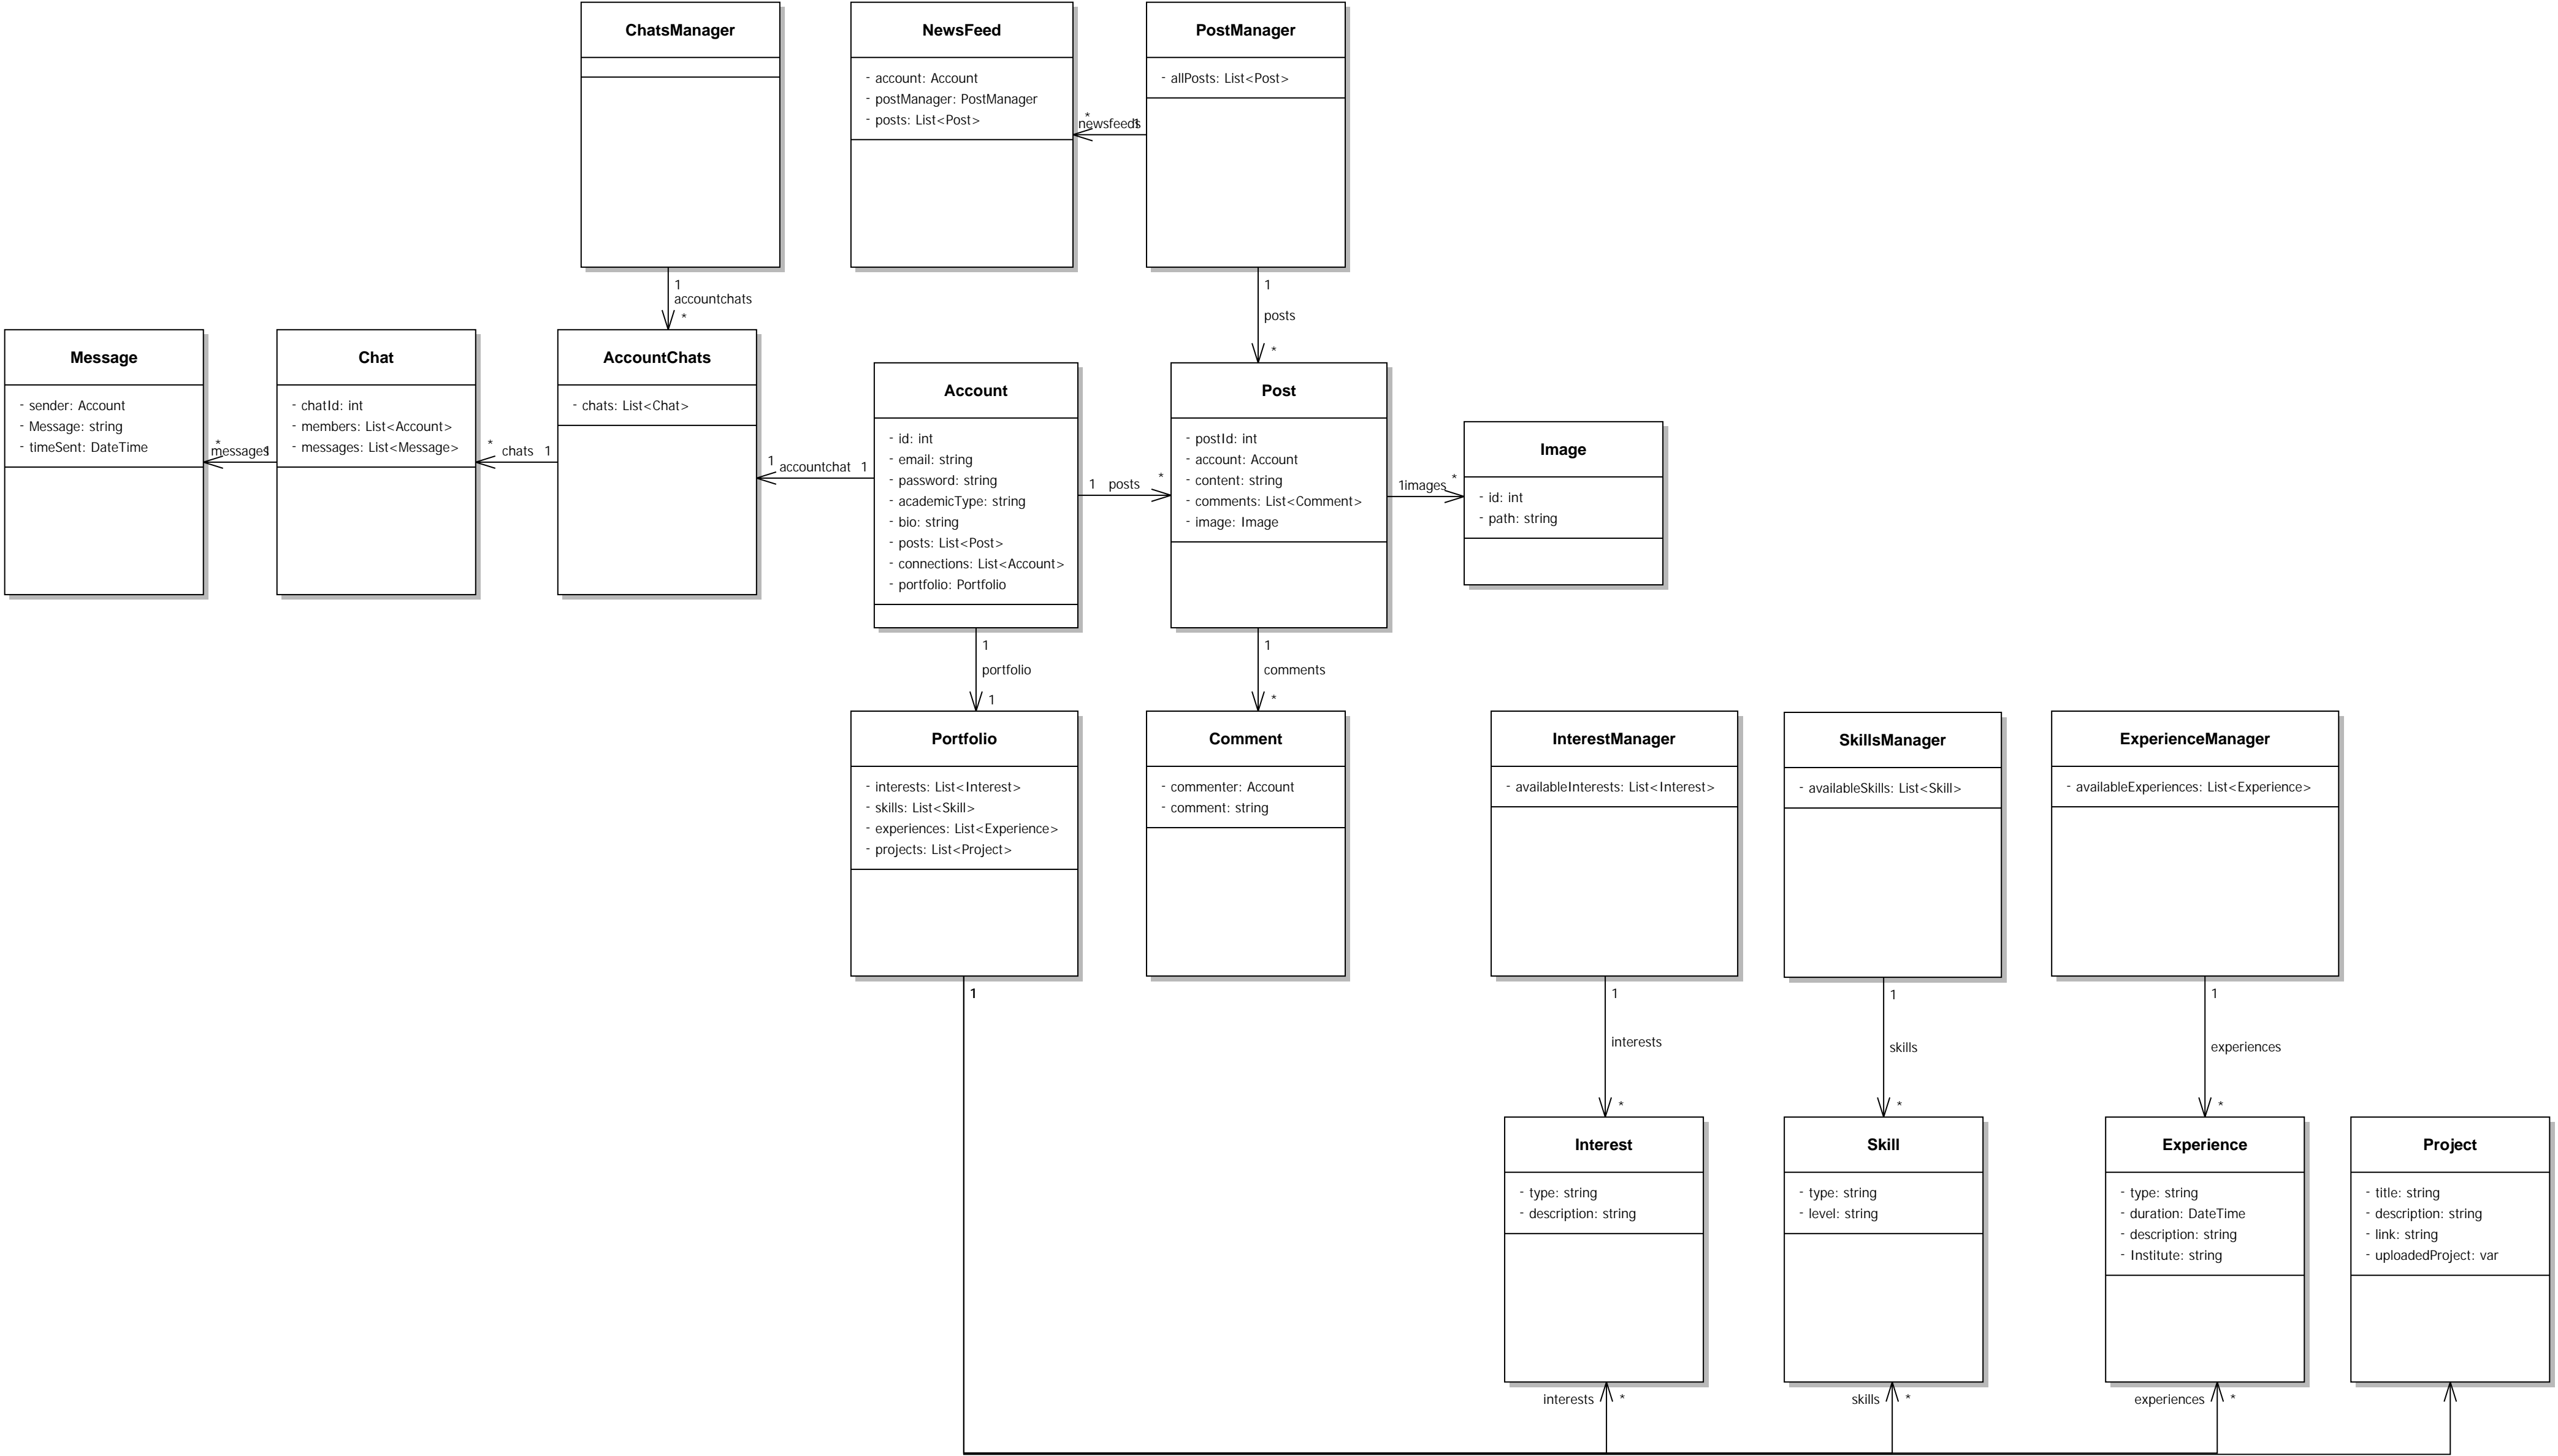 ChatsManager
NewsFeed
- account: Account
- postManager: PostManager
- posts: List<Post>
PostManager
- allPosts: List<Post>
*
newsfeeds
1
1
accountchats
*
1
posts
*
Message
- sender: Account
- Message: string
- timeSent: DateTime
*
messages
1
Chat
- chatId: int
- members: List<Account>
- messages: List<Message>
*
chats
1
AccountChats
- chats: List<Chat>
1
accountchat
1
Account
- id: int
- email: string
- password: string
- academicType: string
- bio: string
- posts: List<Post>
- connections: List<Account>
- portfolio: Portfolio
1
posts
*
Post
- postId: int
- account: Account
- content: string
- comments: List<Comment>
- image: Image
1
images
*
Image
- id: int
- path: string
1
portfolio
1
1
comments
*
Portfolio
- interests: List<Interest>
- skills: List<Skill>
- experiences: List<Experience>
- projects: List<Project>
1
Comment
- commenter: Account
- comment: string
InterestManager
- availableInterests: List<Interest>
1
interests
*
SkillsManager
- availableSkills: List<Skill>
1
skills
*
ExperienceManager
- availableExperiences: List<Experience>
1
experiences
*
Interest
- type: string
- description: string
interests
*
Skill
- type: string
- level: string
skills
*
Experience
- type: string
- duration: DateTime
- description: string
- Institute: string
experiences
*
Project
- title: string
- description: string
- link: string
- uploadedProject: var